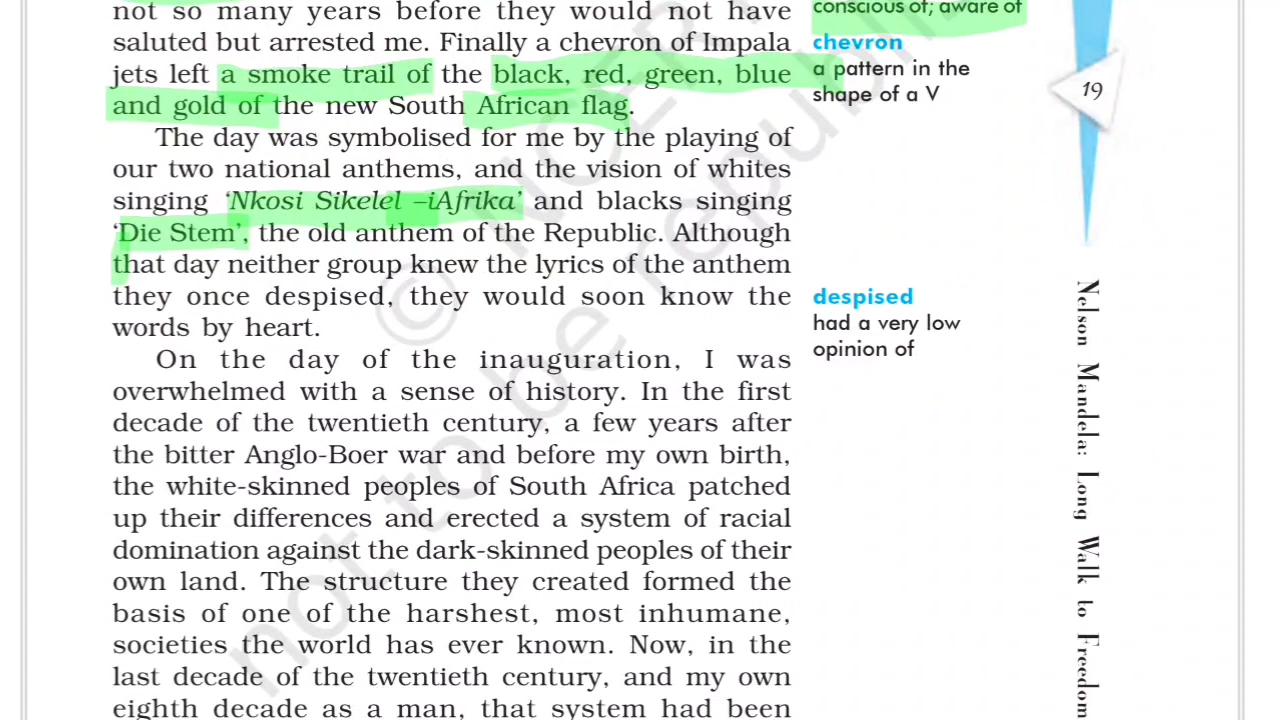 not so many years before they would not have
saluted but arrested me. Finally a chevron of Impala
jets left a smoke trail of the black, red, green, blue
and gold of the new South African flag.
The day was symbolised for me by the playing of
our two national anthems, and the vision of whites
singing ‘Nkosi Sikelel –iAfrika’ and blacks singing
‘Die Stem’, the old anthem of the Republic. Although
that day neither group knew the lyrics of the anthem
they once despised, they would soon know the
words by heart.
On the day of the inauguration, I was
overwhelmed with a sense of history. In the first
decade of the twentieth century, a few years after
the bitter Anglo-Boer war and before my own birth,
the white-skinned peoples of South Africa patched
up their differences and erected a system of racial
domination against the dark-skinned peoples of their
own land. The structure they created formed the
basis of one of the harshest, most inhumane,
societies the world has ever known. Now, in the
last decade of the twentieth century, and my own
eighth decade as a man, that system had been
conscious of; aware of
chevron
a pattern in the
shape of a V
despised
had a very low
opinion of
19
Nelson Mandela: Long Walk to Freedom
not to be republi